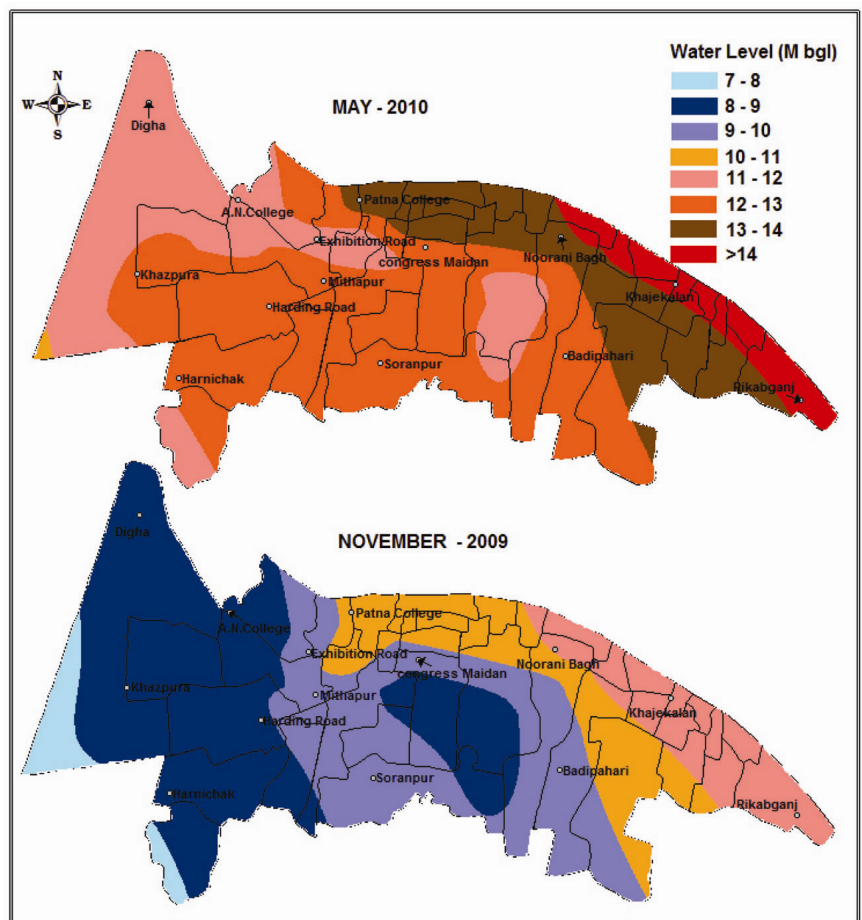 Water Level (M bgl)
7 - 8
8 - 9
9 - 10
10 - 11
11 - 12
12 - 13
13 - 14
>14
N
W E
S
MAY - 2010
Digha
A.N.College
Patna College
Exhibition Road
congress Maidan
Noorani Bagh
Khazpura
Mithapur
Khajekalan
Harding Road
Soranpur
Badipahari
Harnichak
Rikabganj
NOVEMBER - 2009
Digha
A.N.College
Patna College
Exhibition Road
congress Maidan
Noorani Bagh
Khazpura
Mithapur
Khajekalan
Harding Road
Soranpur
Badipahari
Harnichak
Rikabganj